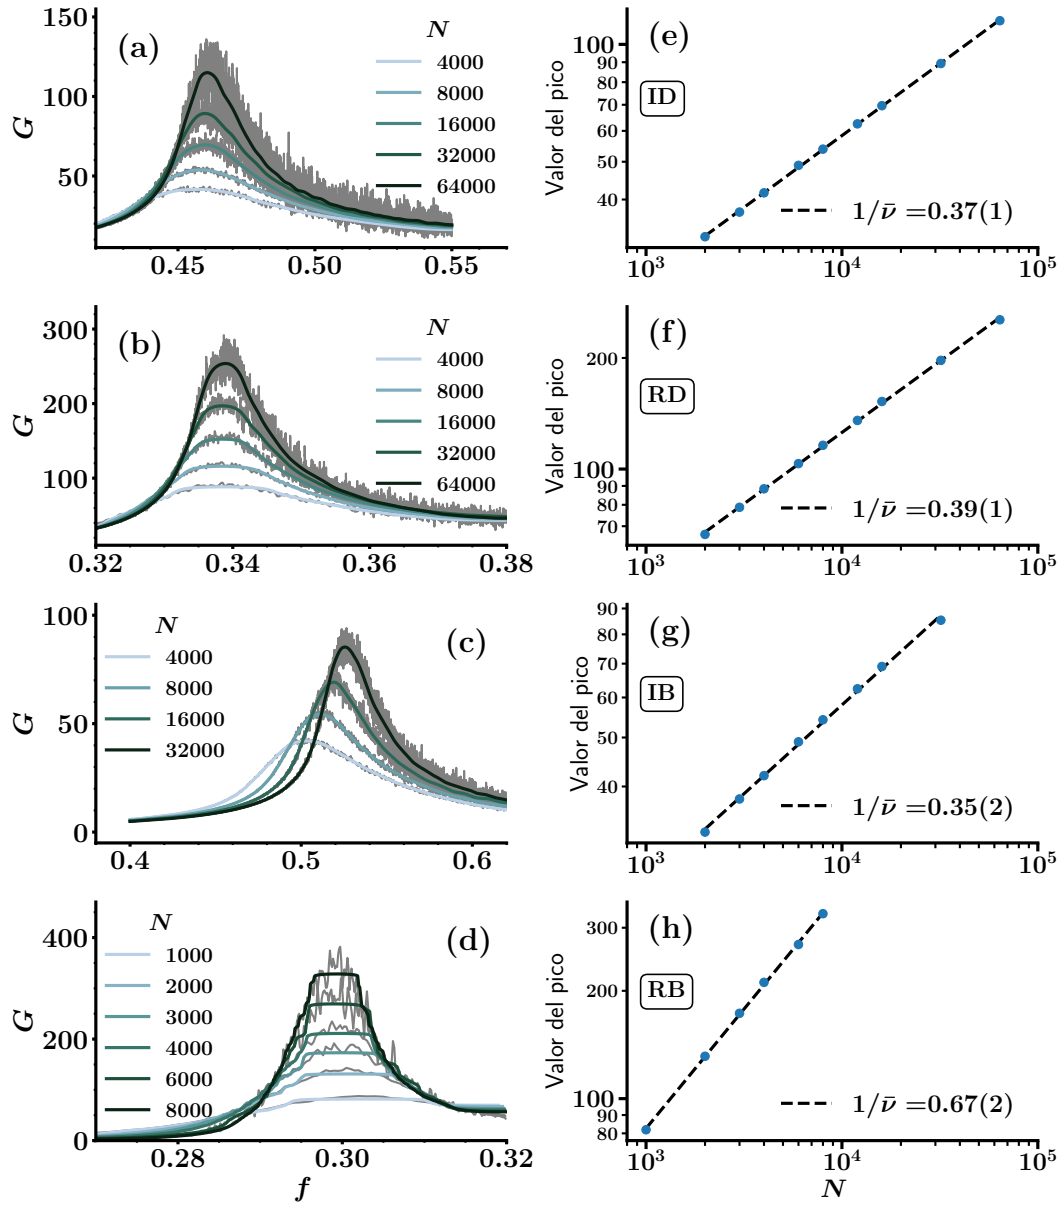 (a)
G
150
100
50
0.45
0.50
0.55
N
4000
8000
16000
32000
64000
(e)
ID
Valor del pico
100
90
80
70
60
50
40
1/ν̄ =0.37(1)
10³
10⁴
10⁵
(b)
G
300
200
100
0.32
0.34
0.36
0.38
N
4000
8000
16000
32000
64000
(f)
RD
Valor del pico
200
100
90
80
70
1/ν̄ =0.39(1)
10³
10⁴
10⁵
(c)
G
100
50
0
0.4
0.5
0.6
N
4000
8000
16000
32000
(g)
IB
Valor del pico
90
80
70
60
50
40
1/ν̄ =0.35(2)
10³
10⁴
10⁵
(d)
G
400
200
0
0.28
0.30
0.32
f
N
1000
2000
3000
4000
6000
8000
(h)
RB
Valor del pico
300
200
100
90
80
1/ν̄ =0.67(2)
10³
10⁴
10⁵
N